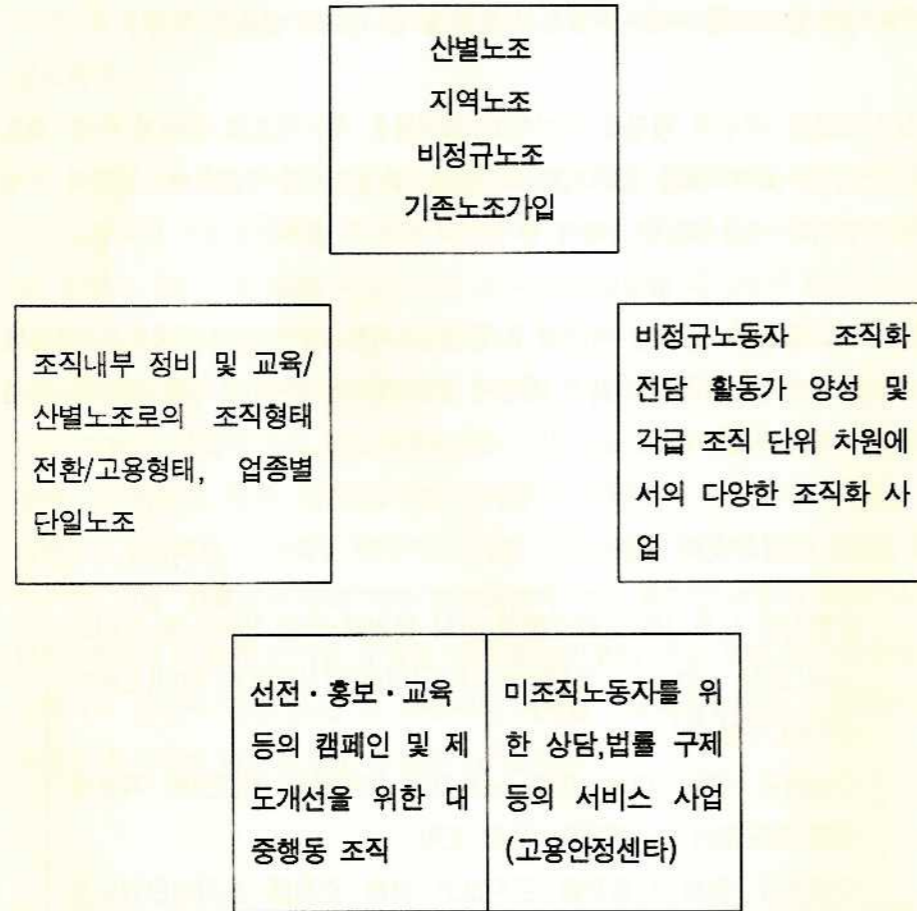 산별노조
지역노조
비정규노조
기존노조가입
조직내부 정비 및 교육/
산별노조로의 조직형태
전환/고용형태, 업종별
단일노조
비정규노동자 조직화
전담 활동가 양성 및
각급 조직 단위 차원에
서의 다양한 조직화 사
업
선전·홍보·교육
등의 캠페인 및 제
도개선을 위한 대
중행동 조직
미조직노동자를 위
한 상담,법률 구제
등의 서비스 사업
(고용안정센타)